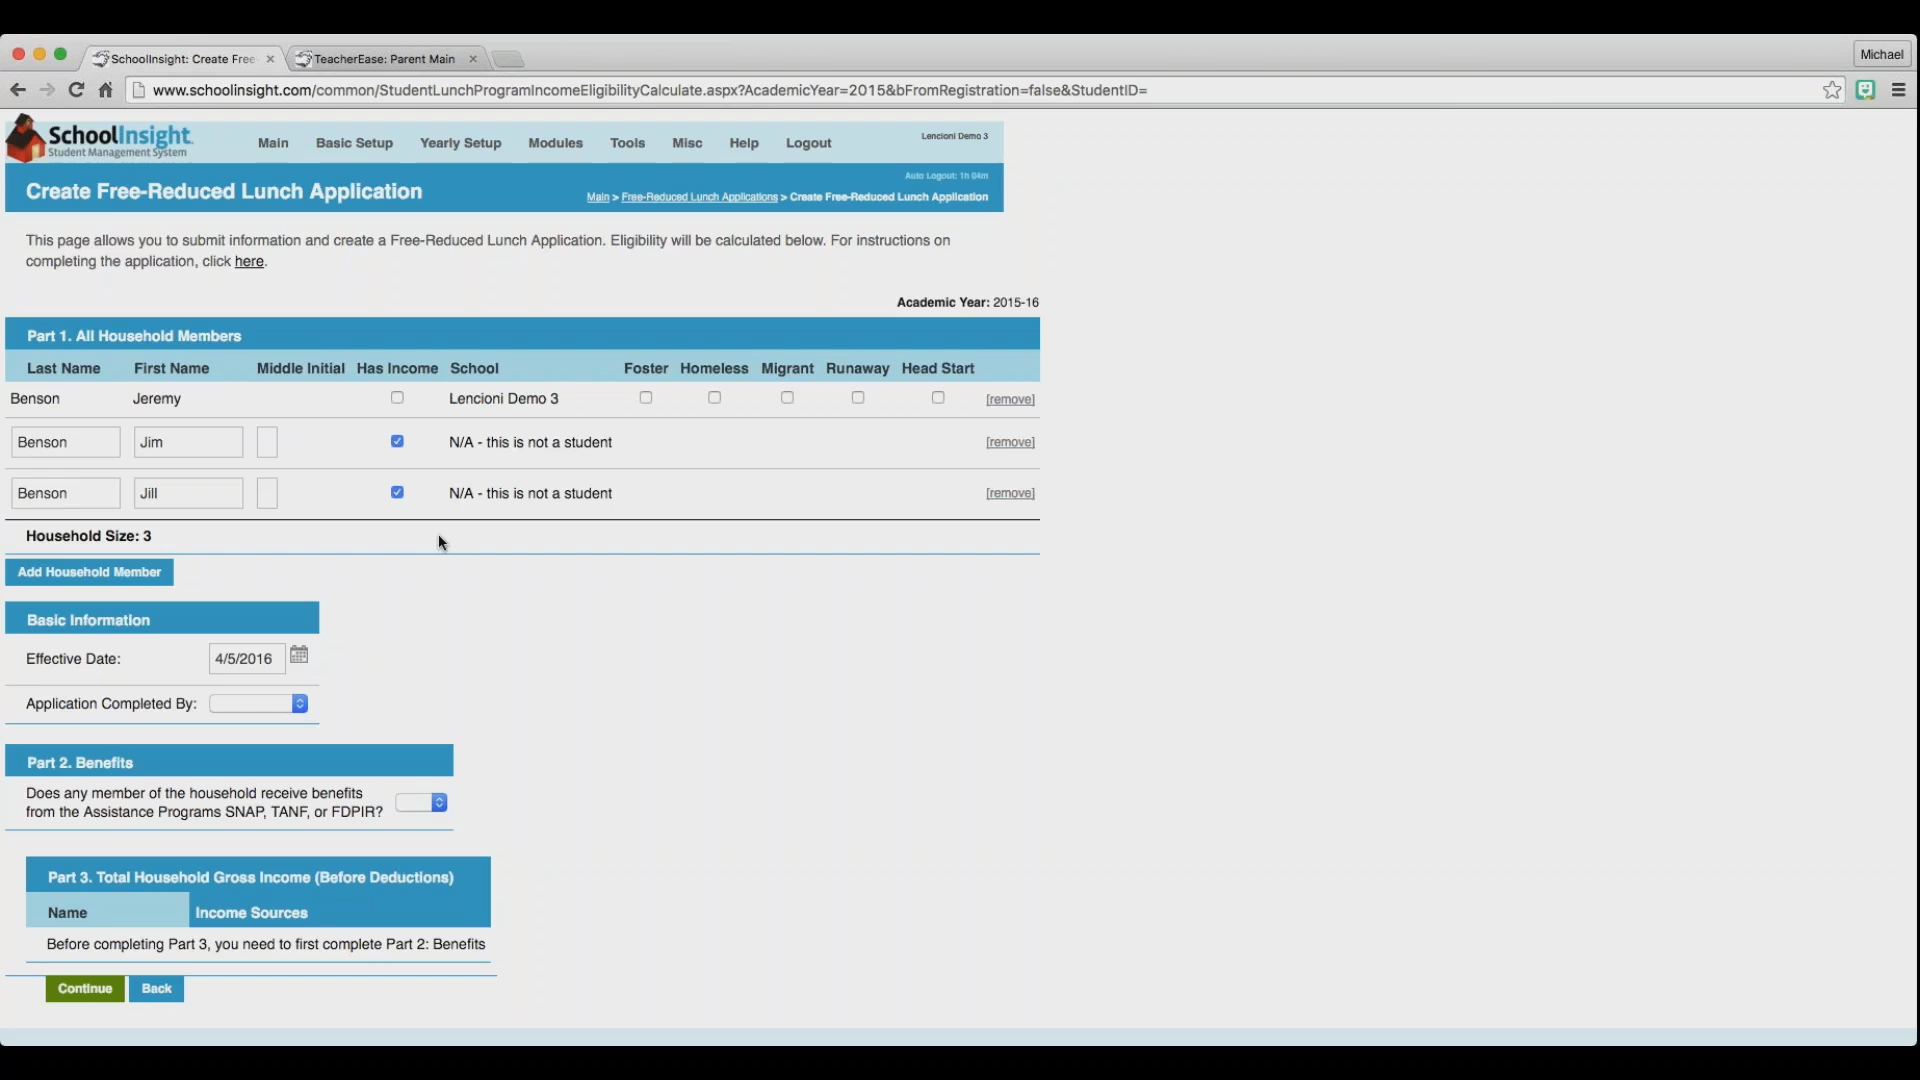 SchoolInsight: Create Free
TeacherEase: Parent Main
Michael
www.schoolinsight.com/common/StudentLunchProgramIncomeEligibilityCalculate.aspx?AcademicYear=2015&bFromRegistration=false&StudentID=
SchoolInsight
Student Management System
Main Basic Setup Yearly Setup Modules Tools Misc Help Logout
Lencioni Demo 3
Auto Logout: 1h 04m
Create Free-Reduced Lunch Application
Main > Free-Reduced Lunch Applications > Create Free-Reduced Lunch Application
This page allows you to submit information and create a Free-Reduced Lunch Application. Eligibility will be calculated below. For instructions on
completing the application, click here.
Academic Year: 2015-16
Part 1. All Household Members
Last Name First Name Middle Initial Has Income School Foster Homeless Migrant Runaway Head Start
Benson Jeremy Lencioni Demo 3 [remove]
Benson Jim N/A - this is not a student [remove]
Benson Jill N/A - this is not a student [remove]
Household Size: 3
Add Household Member
Basic Information
Effective Date: 4/5/2016
Application Completed By:
Part 2. Benefits
Does any member of the household receive benefits
from the Assistance Programs SNAP, TANF, or FDPIR?
Part 3. Total Household Gross Income (Before Deductions)
Name Income Sources
Before completing Part 3, you need to first complete Part 2: Benefits
Continue Back